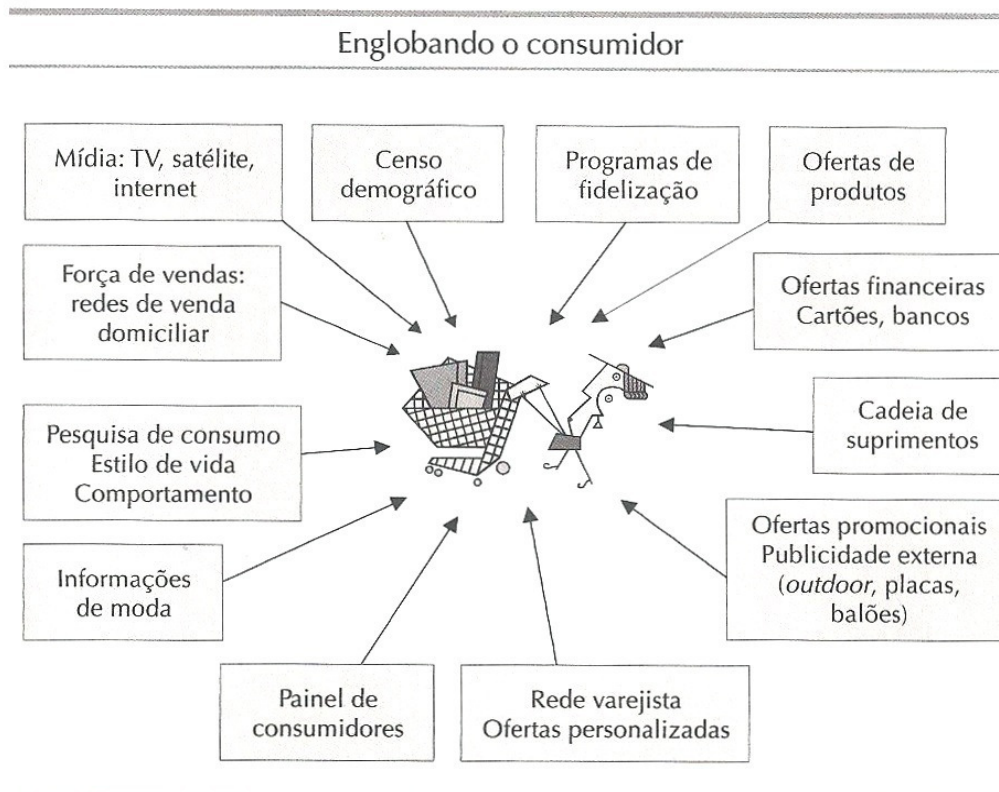 Englobando o consumidor
Mídia: TV, satélite,
internet
Censo
demográfico
Programas de
fidelização
Ofertas de
produtos
Força de vendas:
redes de venda
domiciliar
Ofertas financeiras
Cartões, bancos
Pesquisa de consumo
Estilo de vida
Comportamento
Cadeia de
suprimentos
Informações
de moda
Ofertas promocionais
Publicidade externa
(outdoor, placas,
balões)
Painel de
consumidores
Rede varejista
Ofertas personalizadas